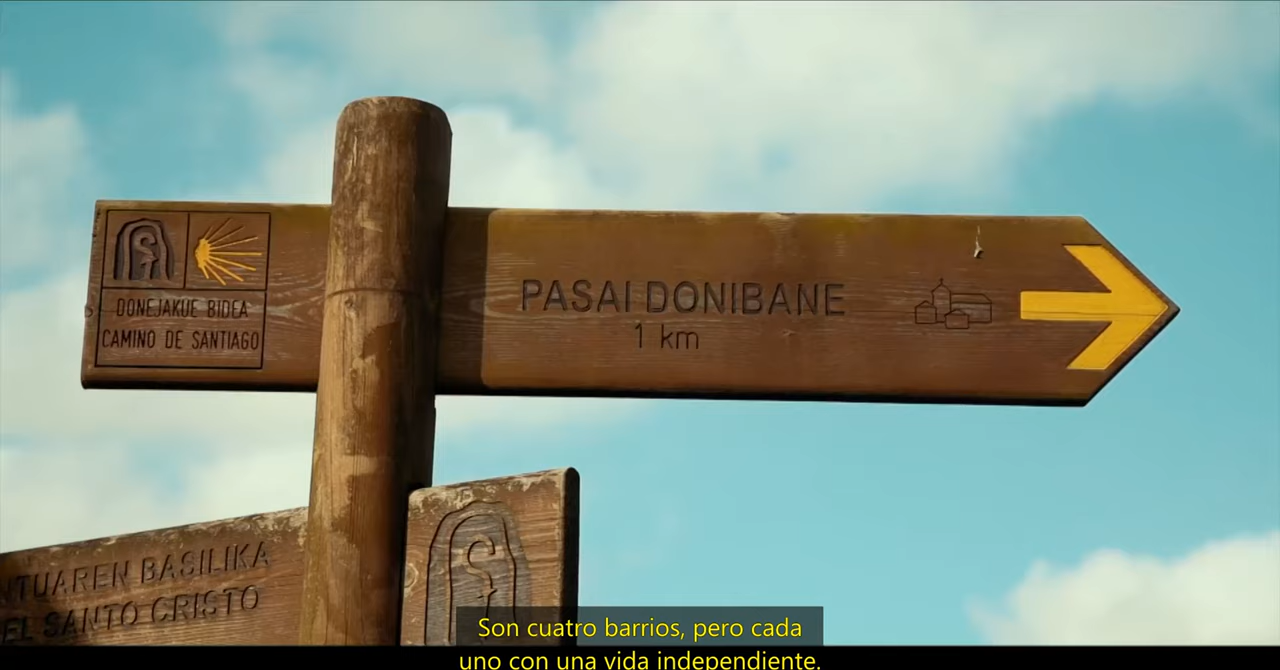 DONEJAKUE BIDEA
CAMINO DE SANTIAGO
PASAI DONIBANE
1 km
BASILIKA
EL SANTO CRISTO
Son cuatro barrios, pero cada
uno con una vida independiente.